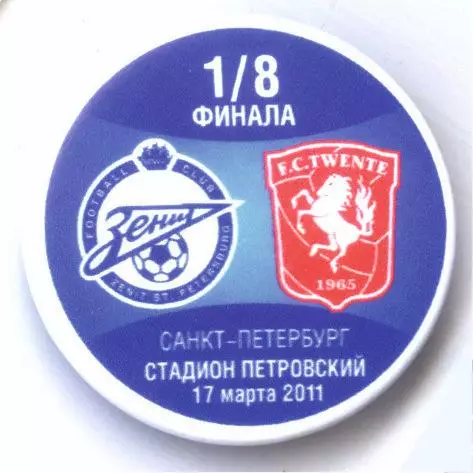 1/8
ФИНАЛА
FOOTBALL CLUB
Зенит
ZENIT ST. PETERSBURG
F.C. TWENTE
1965
САНКТ-ПЕТЕРБУРГ
СТАДИОН ПЕТРОВСКИЙ
17 марта 2011